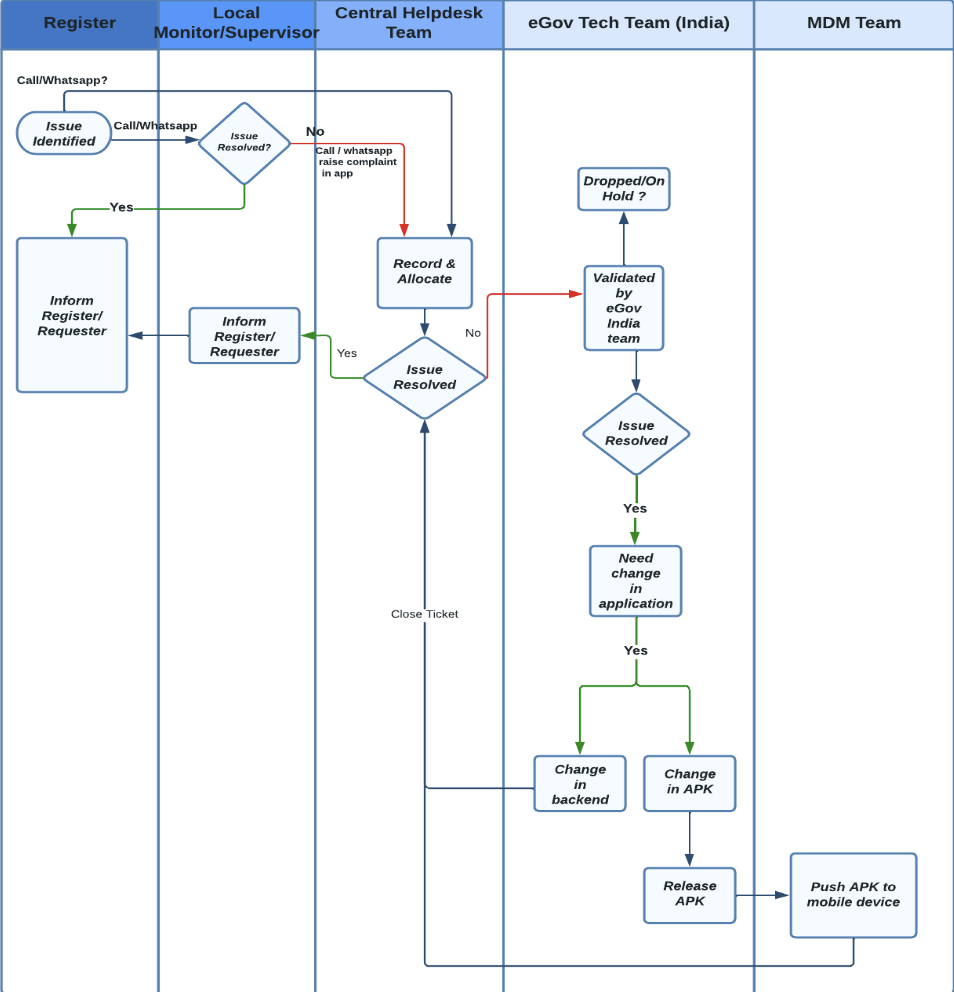 Register
Local
Monitor/Supervisor
Central Helpdesk
Team
eGov Tech Team (India)
MDM Team
Call/Whatsapp?
Issue
Identified
Call/Whatsapp
Issue
Resolved?
No
Call / whatsapp
raise complaint
in app
Yes
Dropped/On
Hold ?
Inform
Register/
Requester
Inform
Register/
Requester
Record &
Allocate
Validated
by
eGov
India
team
No
Yes
Issue
Resolved
Issue
Resolved
Yes
Need
change
in
application
Close Ticket
Yes
Change
in
backend
Change
in APK
Release
APK
Push APK to
mobile device